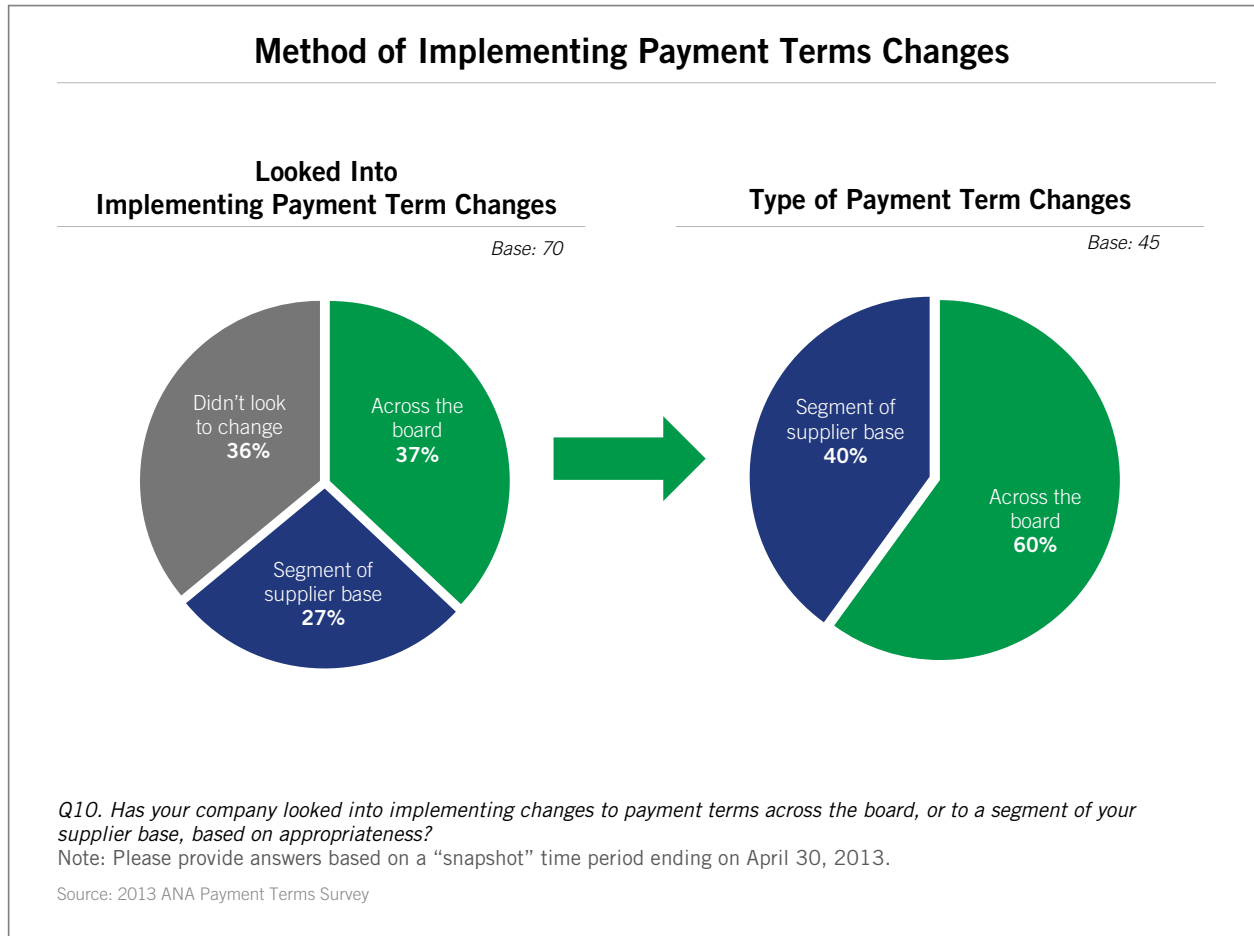 Method of Implementing Payment Terms Changes
Looked Into
Implementing Payment Term Changes
Base: 70
Didn’t look
to change
36%
Across the
board
37%
Segment of
supplier base
27%
Type of Payment Term Changes
Base: 45
Segment of
supplier base
40%
Across the
board
60%
Q10. Has your company looked into implementing changes to payment terms across the board, or to a segment of your
supplier base, based on appropriateness?
Note: Please provide answers based on a “snapshot” time period ending on April 30, 2013.
Source: 2013 ANA Payment Terms Survey